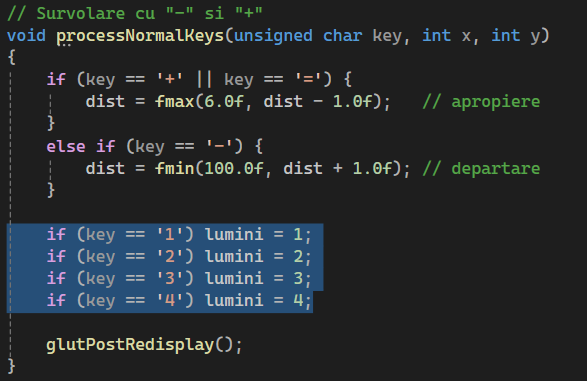 // Survolare cu "-" si "+"
void processNormalKeys(unsigned char key, int x, int y)
{
    if (key == '+' || key == '=') {
        dist = fmax(6.0f, dist - 1.0f);   // apropiere
    }
    else if (key == '-') {
        dist = fmin(100.0f, dist + 1.0f); // departare
    }

    if (key == '1') lumini = 1;
    if (key == '2') lumini = 2;
    if (key == '3') lumini = 3;
    if (key == '4') lumini = 4;

    glutPostRedisplay();
}